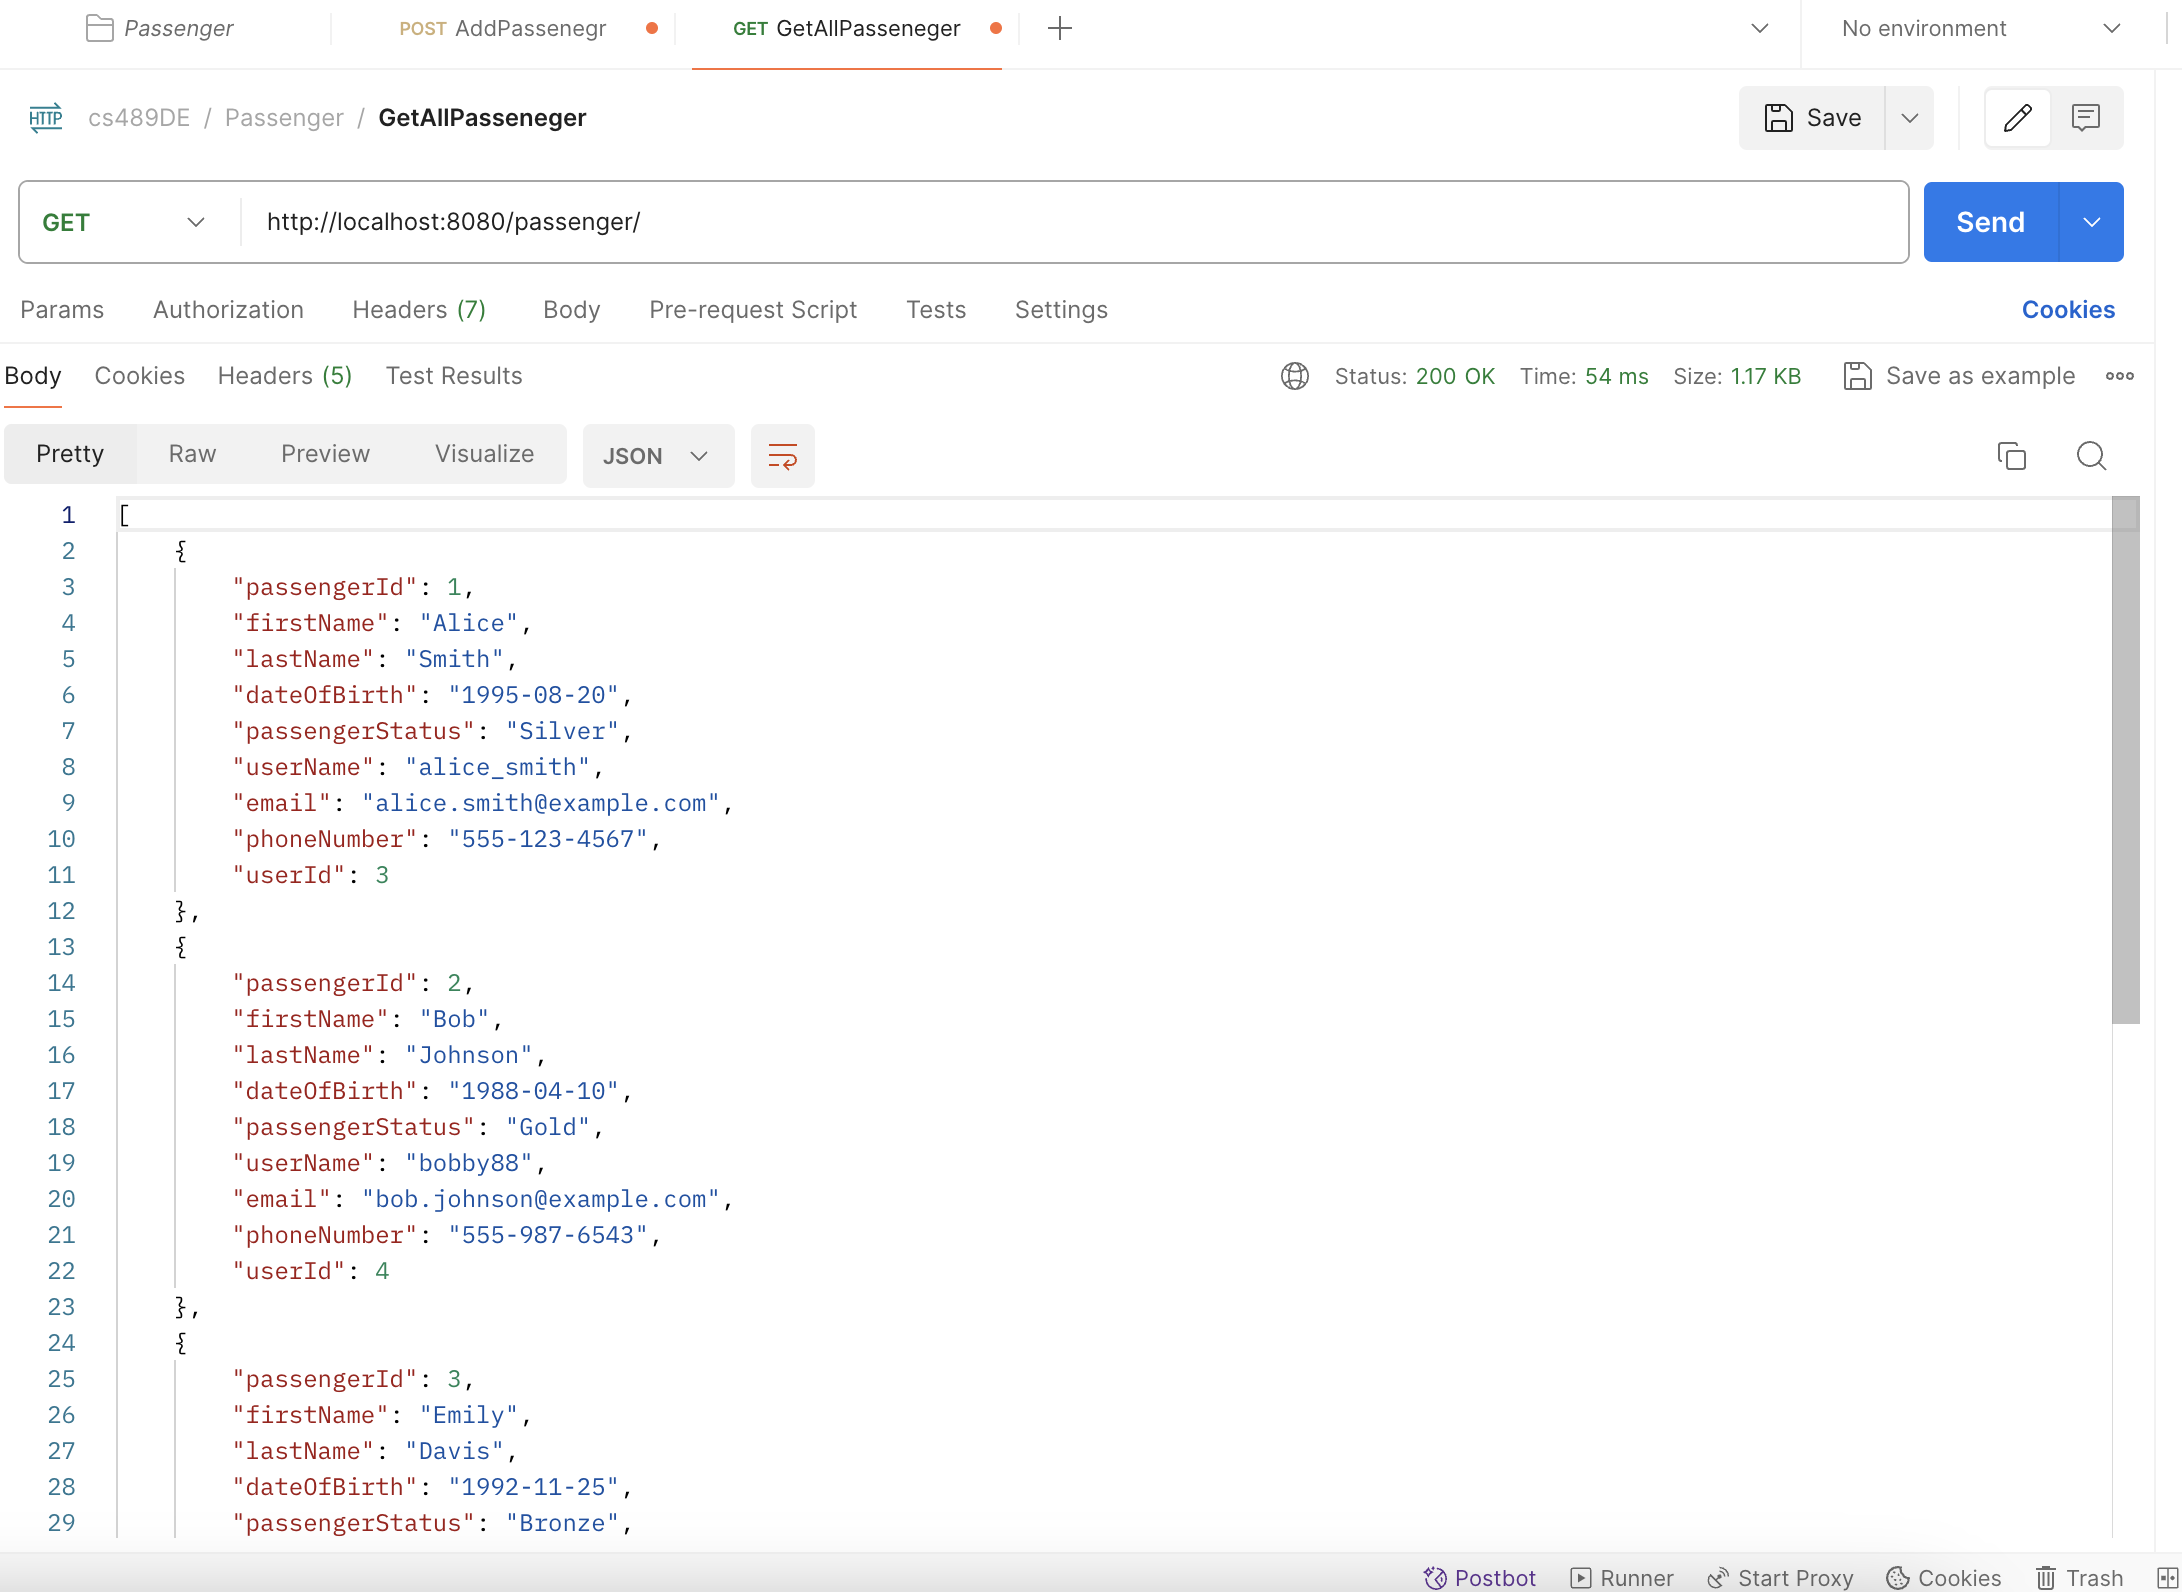 Passenger POST AddPassenegr GET GetAllPasseneger No environment
HTTP cs489DE / Passenger / GetAllPasseneger Save
GET http://localhost:8080/passenger/ Send
Params Authorization Headers (7) Body Pre-request Script Tests Settings Cookies
Body Cookies Headers (5) Test Results Status: 200 OK Time: 54 ms Size: 1.17 KB Save as example
Pretty Raw Preview Visualize JSON
1 [
2 {
3 "passengerId": 1,
4 "firstName": "Alice",
5 "lastName": "Smith",
6 "dateOfBirth": "1995-08-20",
7 "passengerStatus": "Silver",
8 "userName": "alice_smith",
9 "email": "alice.smith@example.com",
10 "phoneNumber": "555-123-4567",
11 "userId": 3
12 },
13 {
14 "passengerId": 2,
15 "firstName": "Bob",
16 "lastName": "Johnson",
17 "dateOfBirth": "1988-04-10",
18 "passengerStatus": "Gold",
19 "userName": "bobby88",
20 "email": "bob.johnson@example.com",
21 "phoneNumber": "555-987-6543",
22 "userId": 4
23 },
24 {
25 "passengerId": 3,
26 "firstName": "Emily",
27 "lastName": "Davis",
28 "dateOfBirth": "1992-11-25",
29 "passengerStatus": "Bronze",
Postbot Runner Start Proxy Cookies Trash